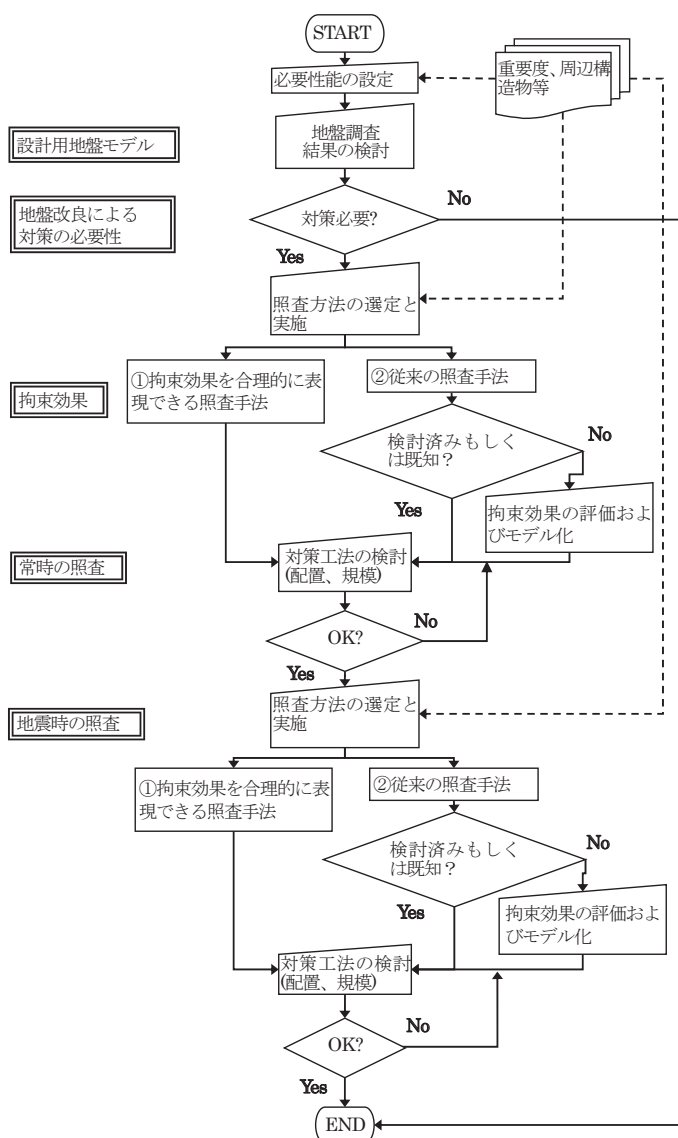 START
必要性能の設定
重要度、周辺構
造物等
設計用地盤モデル
地盤調査
結果の検討
地盤改良による
対策の必要性
対策必要?
No
Yes
照査方法の選定と
実施
①拘束効果を合理的に表
現できる照査手法
②従来の照査手法
拘束効果
検討済みもしく
は既知？
No
Yes
拘束効果の評価およ
びモデル化
常時の照査
対策工法の検討
(配置、規模)
OK?
No
Yes
地震時の照査
照査方法の選定と
実施
①拘束効果を合理的に表
現できる照査手法
②従来の照査手法
検討済みもしく
は既知？
No
Yes
拘束効果の評価およ
びモデル化
対策工法の検討
(配置、規模)
OK?
No
Yes
END